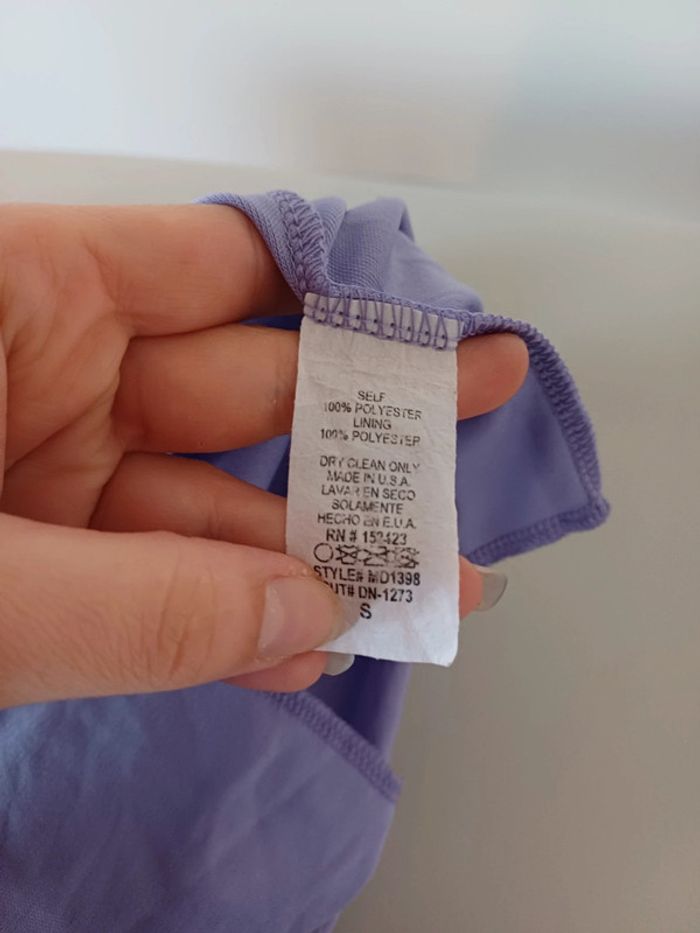 SELF
100% POLYESTER
LINING
100% POLYESTER
DRY CLEAN ONLY
MADE IN U.S.A.
LAVAR EN SECO
SOLAMENTE
HECHO EN E.U.A.
RN # 152423
STYLE# MD1398
CUT# DN-1273
S